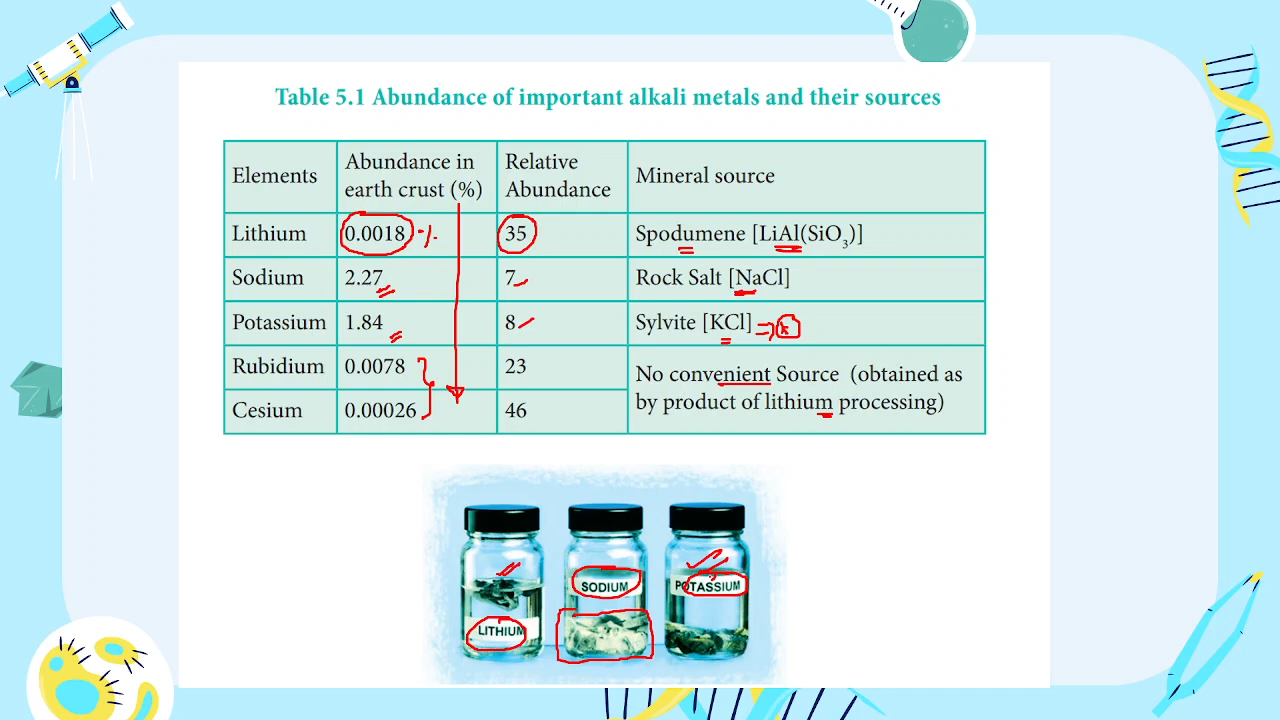 Table 5.1 Abundance of important alkali metals and their sources
Elements
Abundance in
earth crust (%)
Relative
Abundance
Mineral source
Lithium
0.0018 %
35
Spodumene [LiAl(SiO₃)]
Sodium
2.27
7
Rock Salt [NaCl]
Potassium
1.84
8
Sylvite [KCl] ⇒ K
Rubidium
0.0078
23
No convenient Source (obtained as
by product of lithium processing)
Cesium
0.00026
46
LITHIUM
SODIUM
POTASSIUM